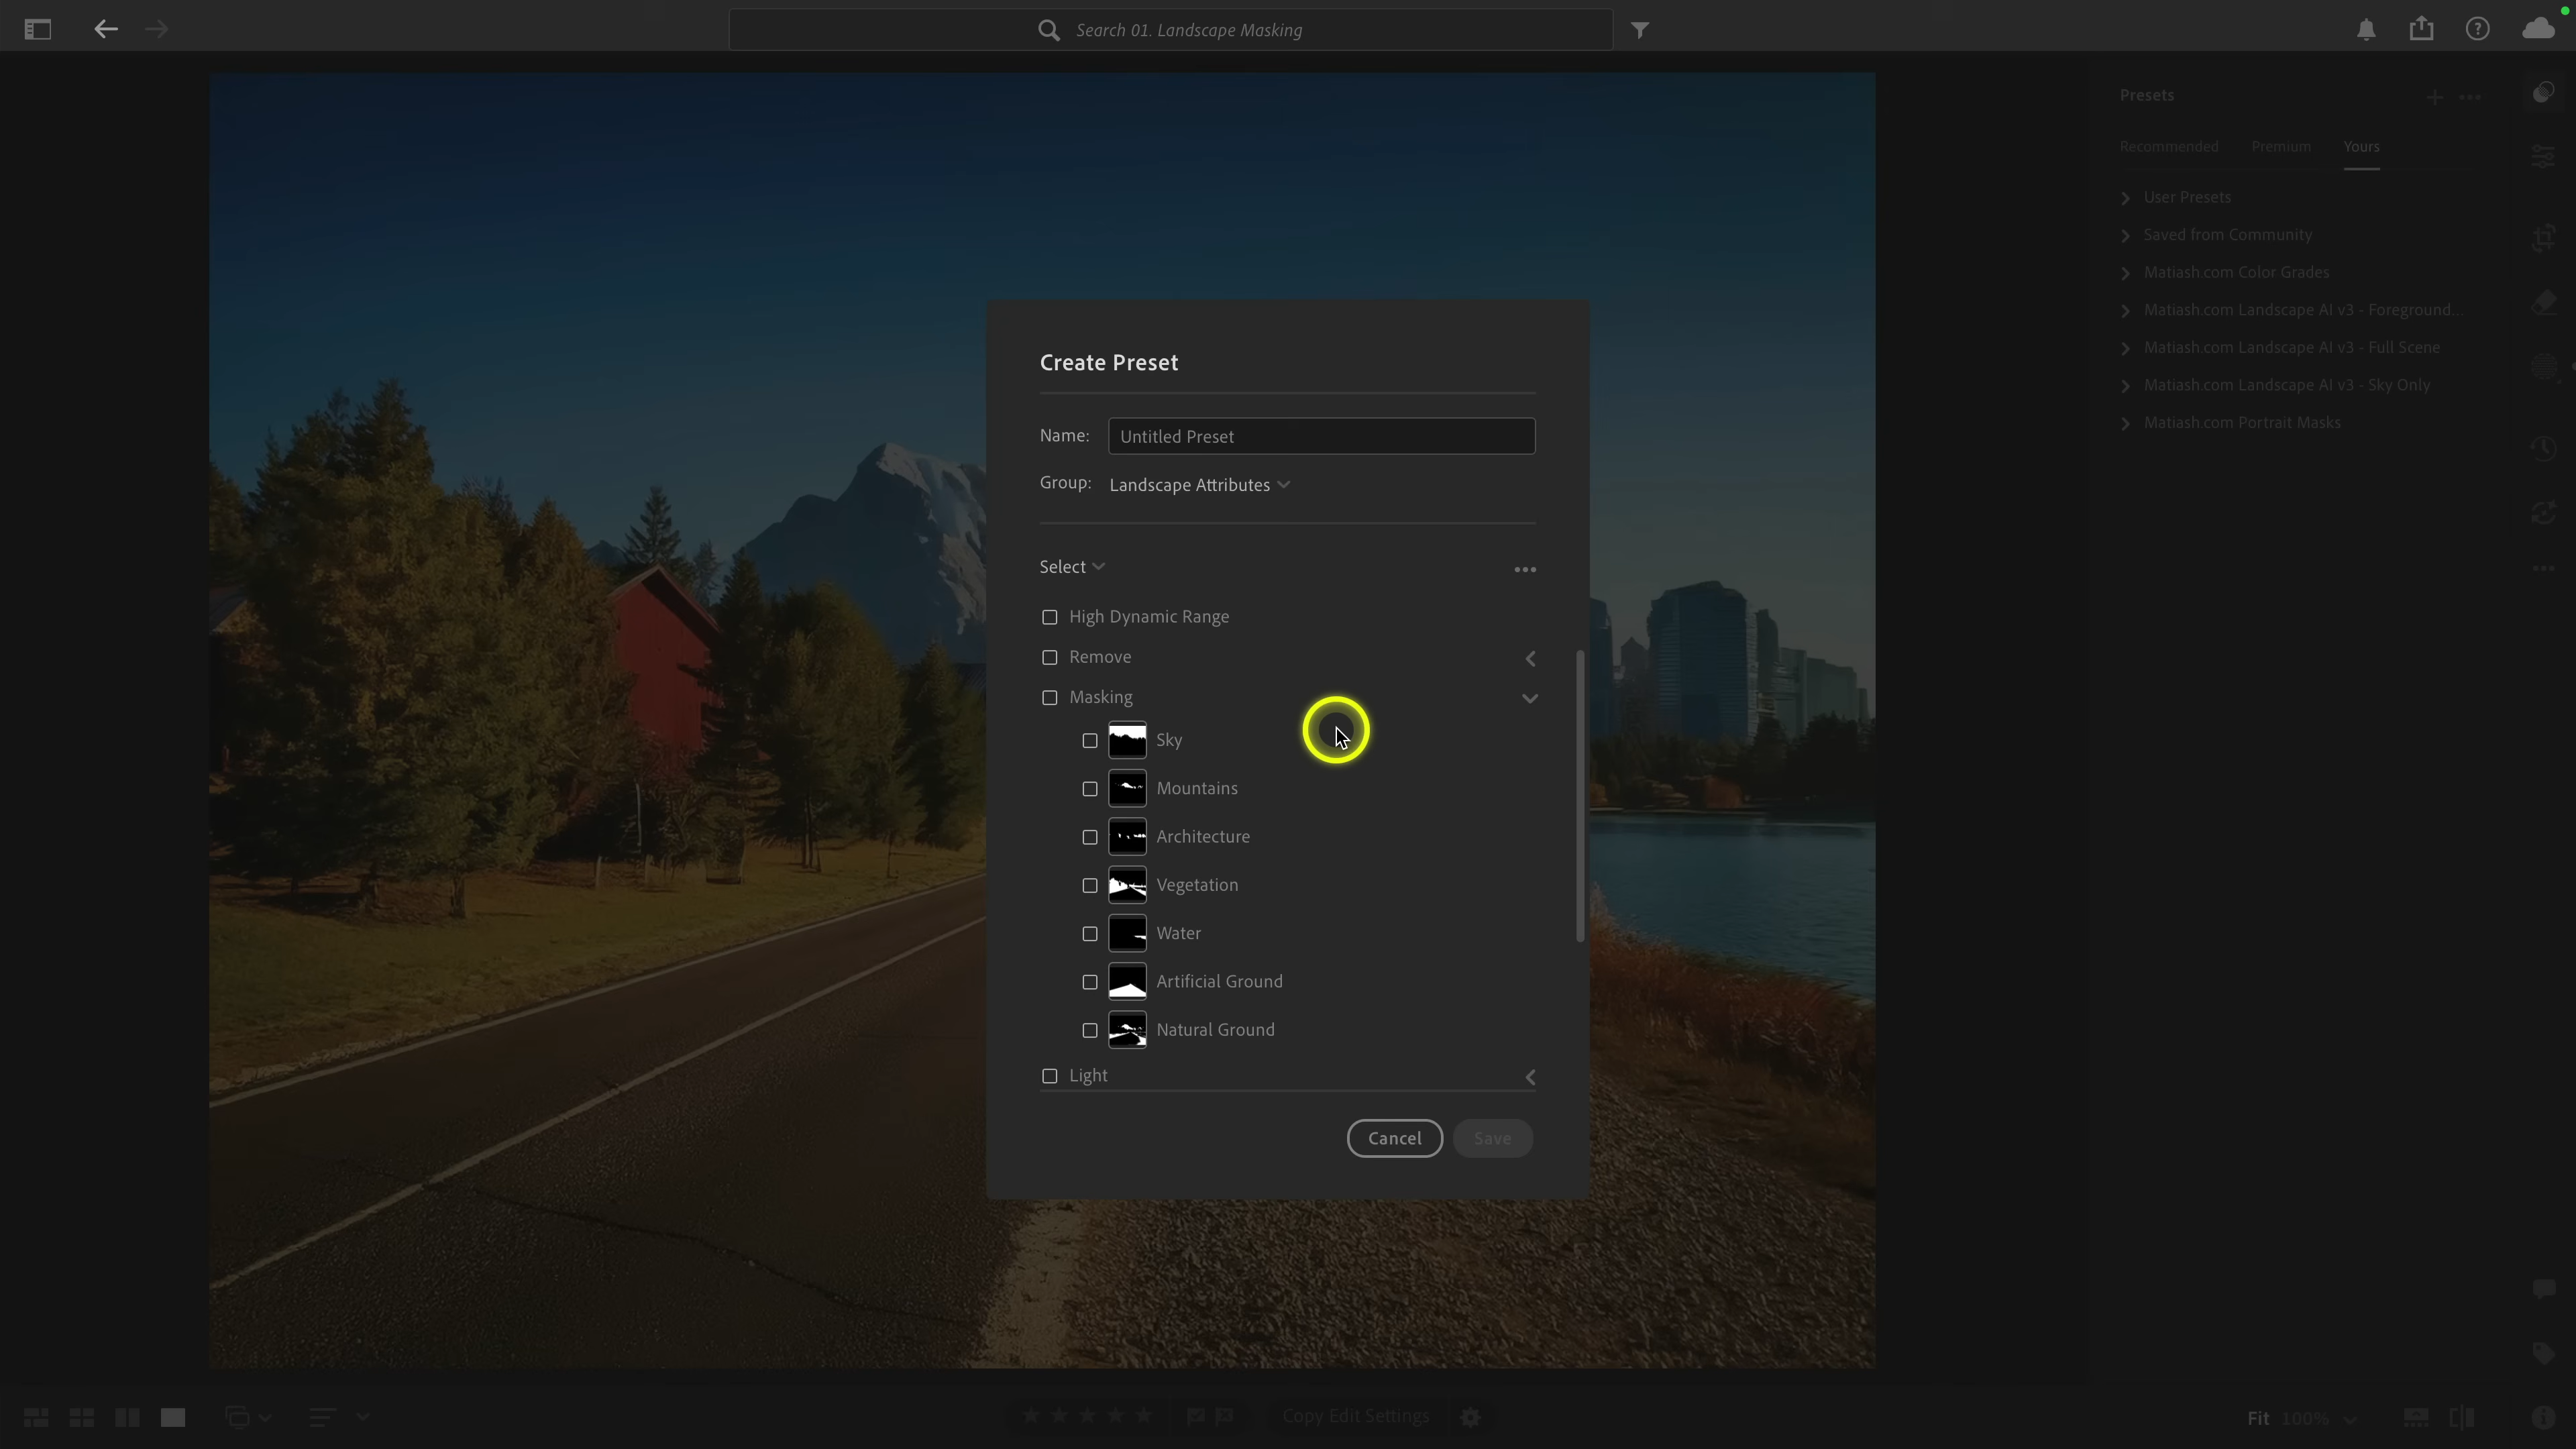 Search 01. Landscape Masking
Presets
Recommended
Premium
Yours
User Presets
Saved from Community
Matiash.com Color Grades
Matiash.com Landscape AI v3 - Foreground...
Matiash.com Landscape AI v3 - Full Scene
Matiash.com Landscape AI v3 - Sky Only
Matiash.com Portrait Masks
Create Preset
Name: Untitled Preset
Group: Landscape Attributes
Select
High Dynamic Range
Remove
Masking
Sky
Mountains
Architecture
Vegetation
Water
Artificial Ground
Natural Ground
Light
Cancel Save
Copy Edit Settings
Fit 100%